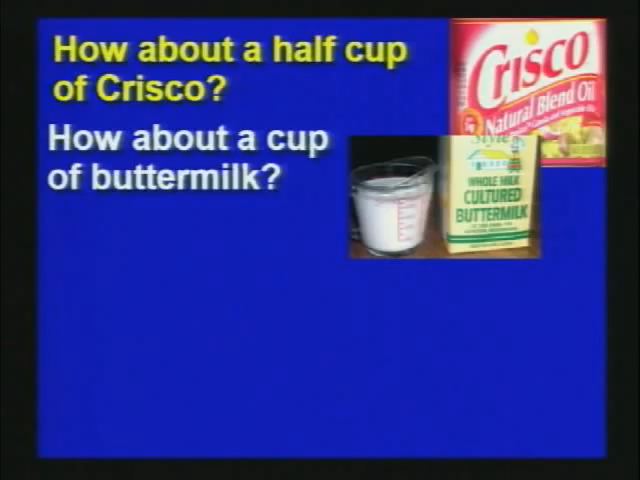 How about a half cup
of Crisco?
How about a cup
of buttermilk?
Crisco
Natural Blend Oil
Style
WHOLE MILK
CULTURED
BUTTERMILK